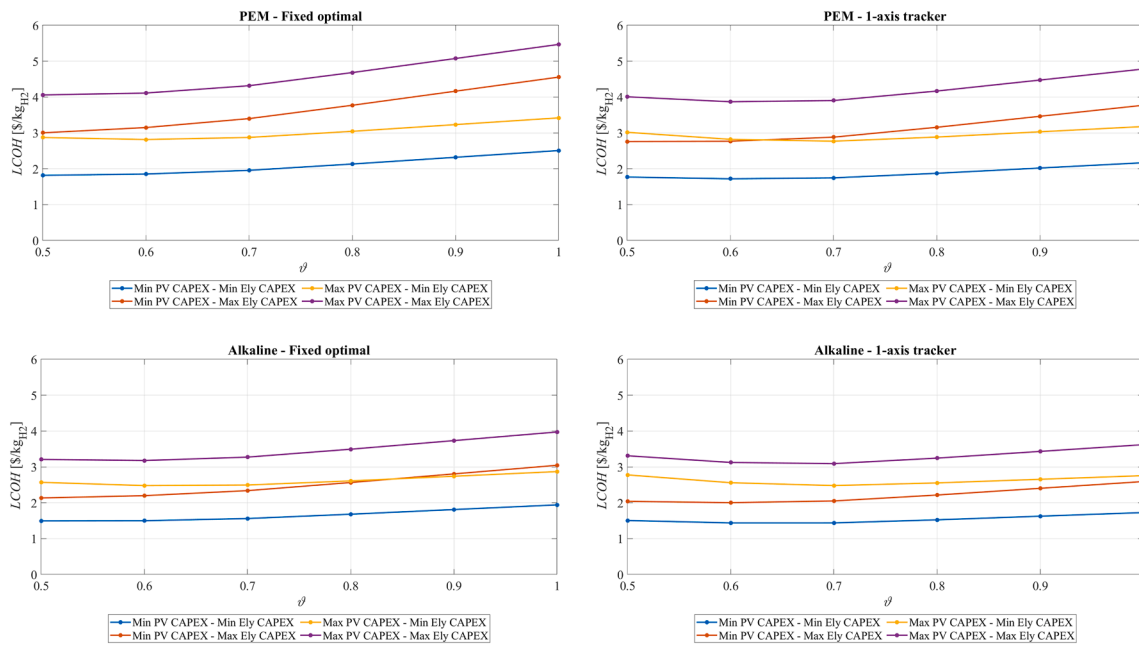 PEM - Fixed optimal
6
5
4
3
2
1
0
LCOH [$/kg_H2]
0.5 0.6 0.7 0.8 0.9 1
ϑ
Min PV CAPEX - Min Ely CAPEX Max PV CAPEX - Min Ely CAPEX
Min PV CAPEX - Max Ely CAPEX Max PV CAPEX - Max Ely CAPEX
PEM - 1-axis tracker
6
5
4
3
2
1
0
LCOH [$/kg_H2]
0.5 0.6 0.7 0.8 0.9
ϑ
Min PV CAPEX - Min Ely CAPEX Max PV CAPEX - Min Ely CAPEX
Min PV CAPEX - Max Ely CAPEX Max PV CAPEX - Max Ely CAPEX
Alkaline - Fixed optimal
6
5
4
3
2
1
0
LCOH [$/kg_H2]
0.5 0.6 0.7 0.8 0.9 1
ϑ
Min PV CAPEX - Min Ely CAPEX Max PV CAPEX - Min Ely CAPEX
Min PV CAPEX - Max Ely CAPEX Max PV CAPEX - Max Ely CAPEX
Alkaline - 1-axis tracker
6
5
4
3
2
1
0
LCOH [$/kg_H2]
0.5 0.6 0.7 0.8 0.9
ϑ
Min PV CAPEX - Min Ely CAPEX Max PV CAPEX - Min Ely CAPEX
Min PV CAPEX - Max Ely CAPEX Max PV CAPEX - Max Ely CAPEX